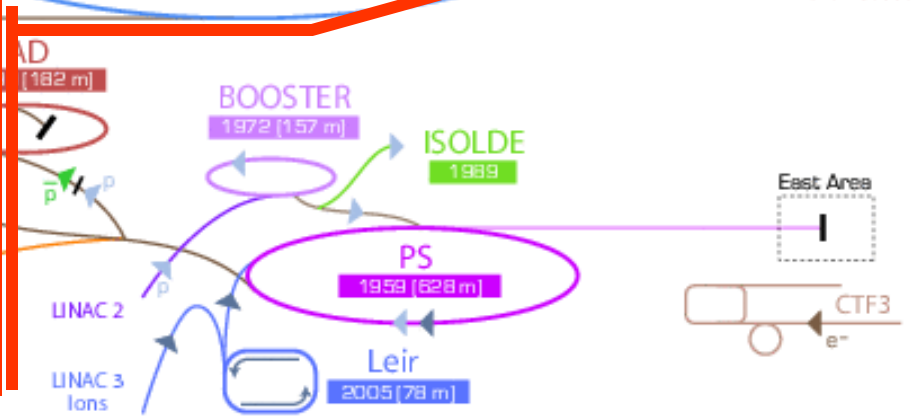 AD
[182 m]
BOOSTER
1972 [157 m]
ISOLDE
1989
p
p
East Area
PS
1959 [628 m]
p
LINAC 2
CTF3
e-
Leir
2005 [78 m]
LINAC 3
Ions